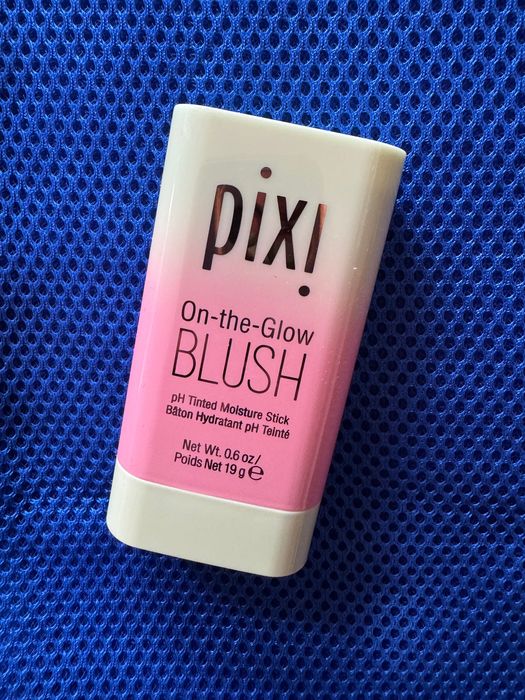 pixi
On-the-Glow
BLUSH
pH Tinted Moisture Stick
Bâton Hydratant pH Teinté
Net Wt. 0.6 oz/
Poids Net 19 g ℮